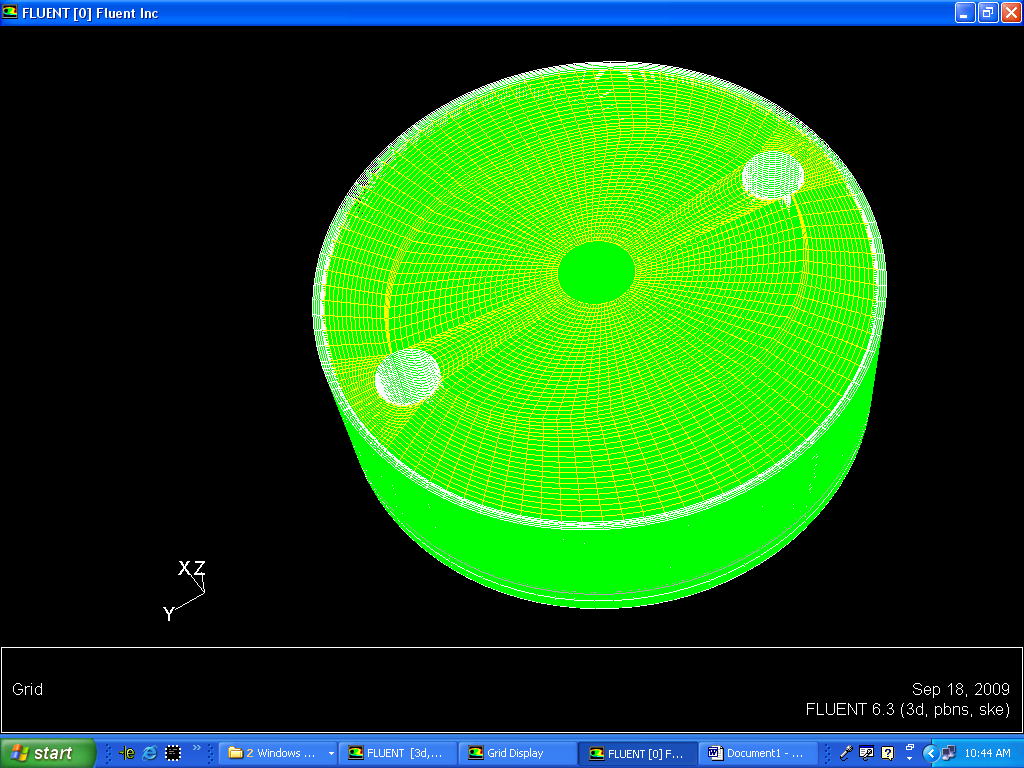 FLUENT [0] Fluent Inc
X Z
Y
Grid
Sep 18, 2009
FLUENT 6.3 (3d, pbns, ske)
start
2 Windows ...
FLUENT [3d,...
Grid Display
FLUENT [0] F...
Document1 - ...
10:44 AM